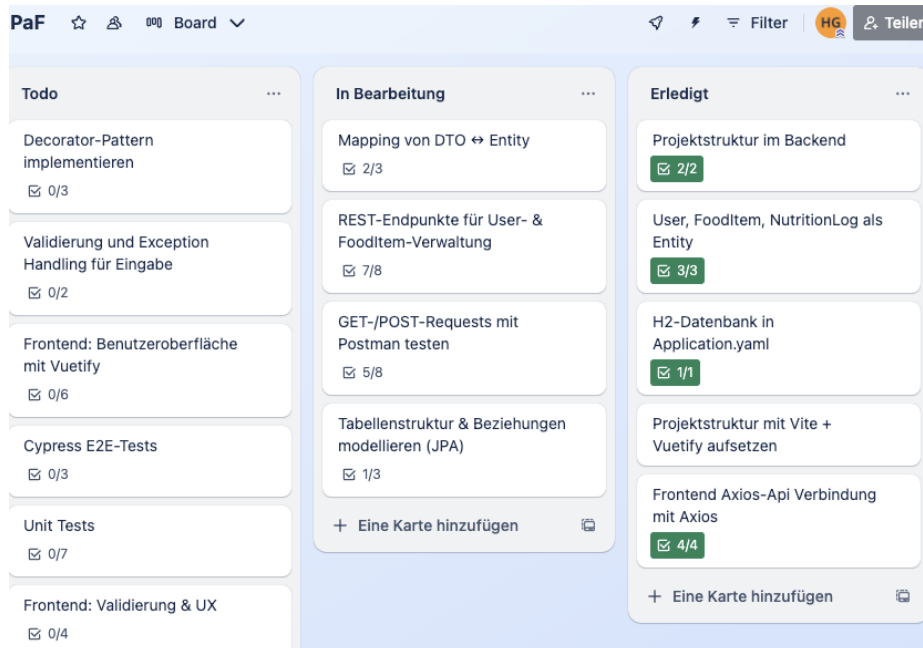 PaF Board Filter HG Teilen
Todo
Decorator-Pattern
implementieren
0/3
Validierung und Exception
Handling für Eingabe
0/2
Frontend: Benutzeroberfläche
mit Vuetify
0/6
Cypress E2E-Tests
0/3
Unit Tests
0/7
Frontend: Validierung & UX
0/4
In Bearbeitung
Mapping von DTO ↔ Entity
2/3
REST-Endpunkte für User- &
FoodItem-Verwaltung
7/8
GET-/POST-Requests mit
Postman testen
5/8
Tabellenstruktur & Beziehungen
modellieren (JPA)
1/3
Eine Karte hinzufügen
Erledigt
Projektstruktur im Backend
2/2
User, FoodItem, NutritionLog als
Entity
3/3
H2-Datenbank in
Application.yaml
1/1
Projektstruktur mit Vite +
Vuetify aufsetzen
Frontend Axios-Api Verbindung
mit Axios
4/4
Eine Karte hinzufügen